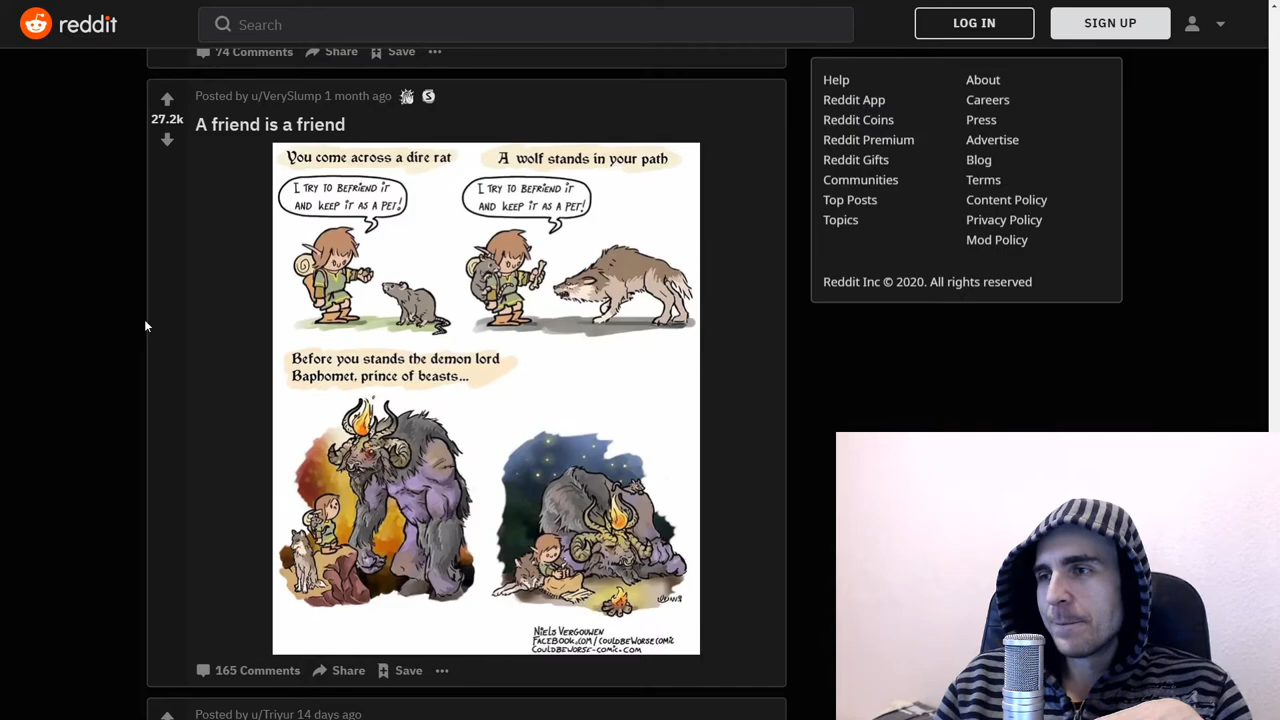 reddit
Search
LOG IN
SIGN UP
74 Comments
Share
Save
Posted by u/VerySlump 1 month ago
27.2k
A friend is a friend
You come across a dire rat
A wolf stands in your path
I TRY TO BEFRIEND IT
AND KEEP IT AS A PET!
I TRY TO BEFRIEND IT
AND KEEP IT AS A PET!
Before you stands the demon lord
Baphomet, prince of beasts...
NIELS VERGOUWEN
FACEBOOK.COM/COULDBEWORSECOMIC
COULDBEWORSE-COMIC.COM
165 Comments
Share
Save
Posted by u/Triyur 14 days ago
Help
About
Reddit App
Careers
Reddit Coins
Press
Reddit Premium
Advertise
Reddit Gifts
Blog
Communities
Terms
Top Posts
Content Policy
Topics
Privacy Policy
Mod Policy
Reddit Inc © 2020. All rights reserved